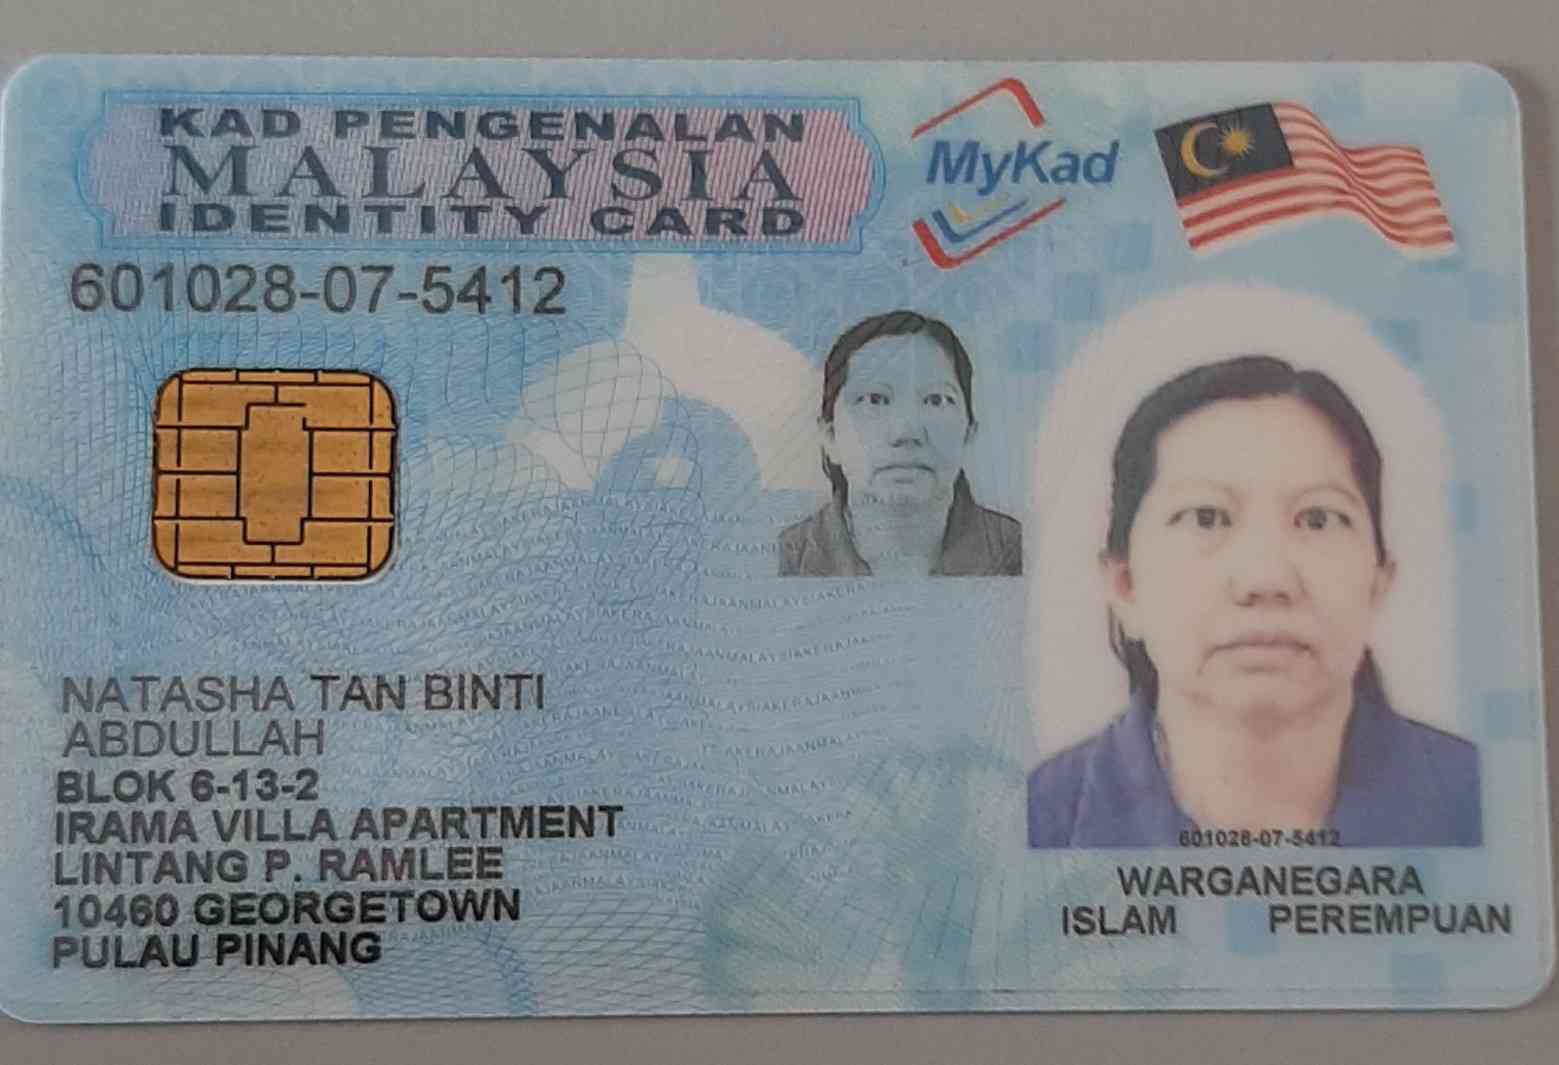 KAD PENGENALAN
MALAYSIA
IDENTITY CARD
MyKad
601028-07-5412
NATASHA TAN BINTI
ABDULLAH
BLOK 6-13-2
IRAMA VILLA APARTMENT
LINTANG P. RAMLEE
10460 GEORGETOWN
PULAU PINANG
601028-07-5412
WARGANEGARA
ISLAM PEREMPUAN